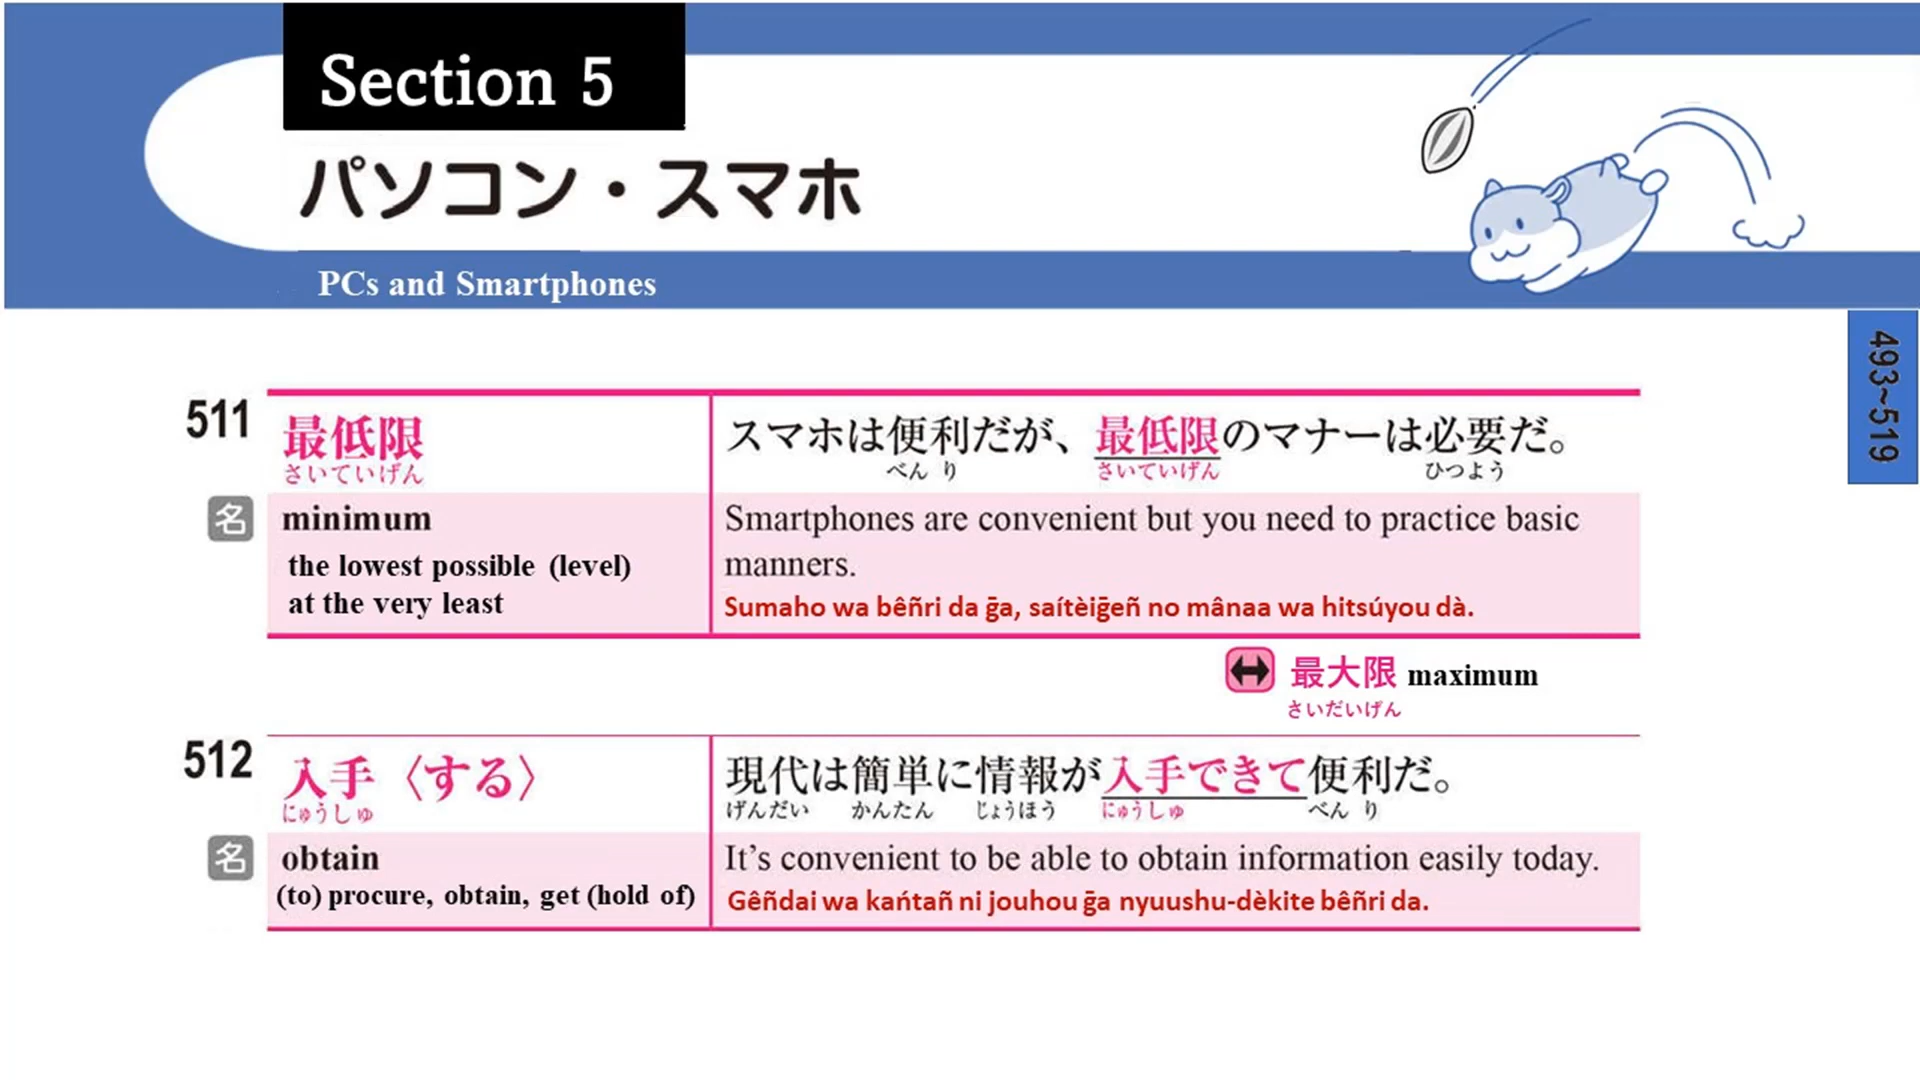 Section 5
パソコン・スマホ
PCs and Smartphones
493~519
511
最低限
さいていげん
スマホは便利だが、最低限のマナーは必要だ。
べんり さいていげん ひつよう
名
minimum
the lowest possible (level)
at the very least
Smartphones are convenient but you need to practice basic
manners.
Sumaho wa bêñri da ḡa, saítèiḡeñ no mânaa wa hitsúyou dà.
↔ 最大限 maximum
さいだいげん
512
入手〈する〉
にゅうしゅ
現代は簡単に情報が入手できて便利だ。
げんだい かんたん じょうほう にゅうしゅ べんり
名
obtain
(to) procure, obtain, get (hold of)
It's convenient to be able to obtain information easily today.
Gêñdai wa kańtañ ni jouhou ḡa nyuushu-dèkite bêñri da.